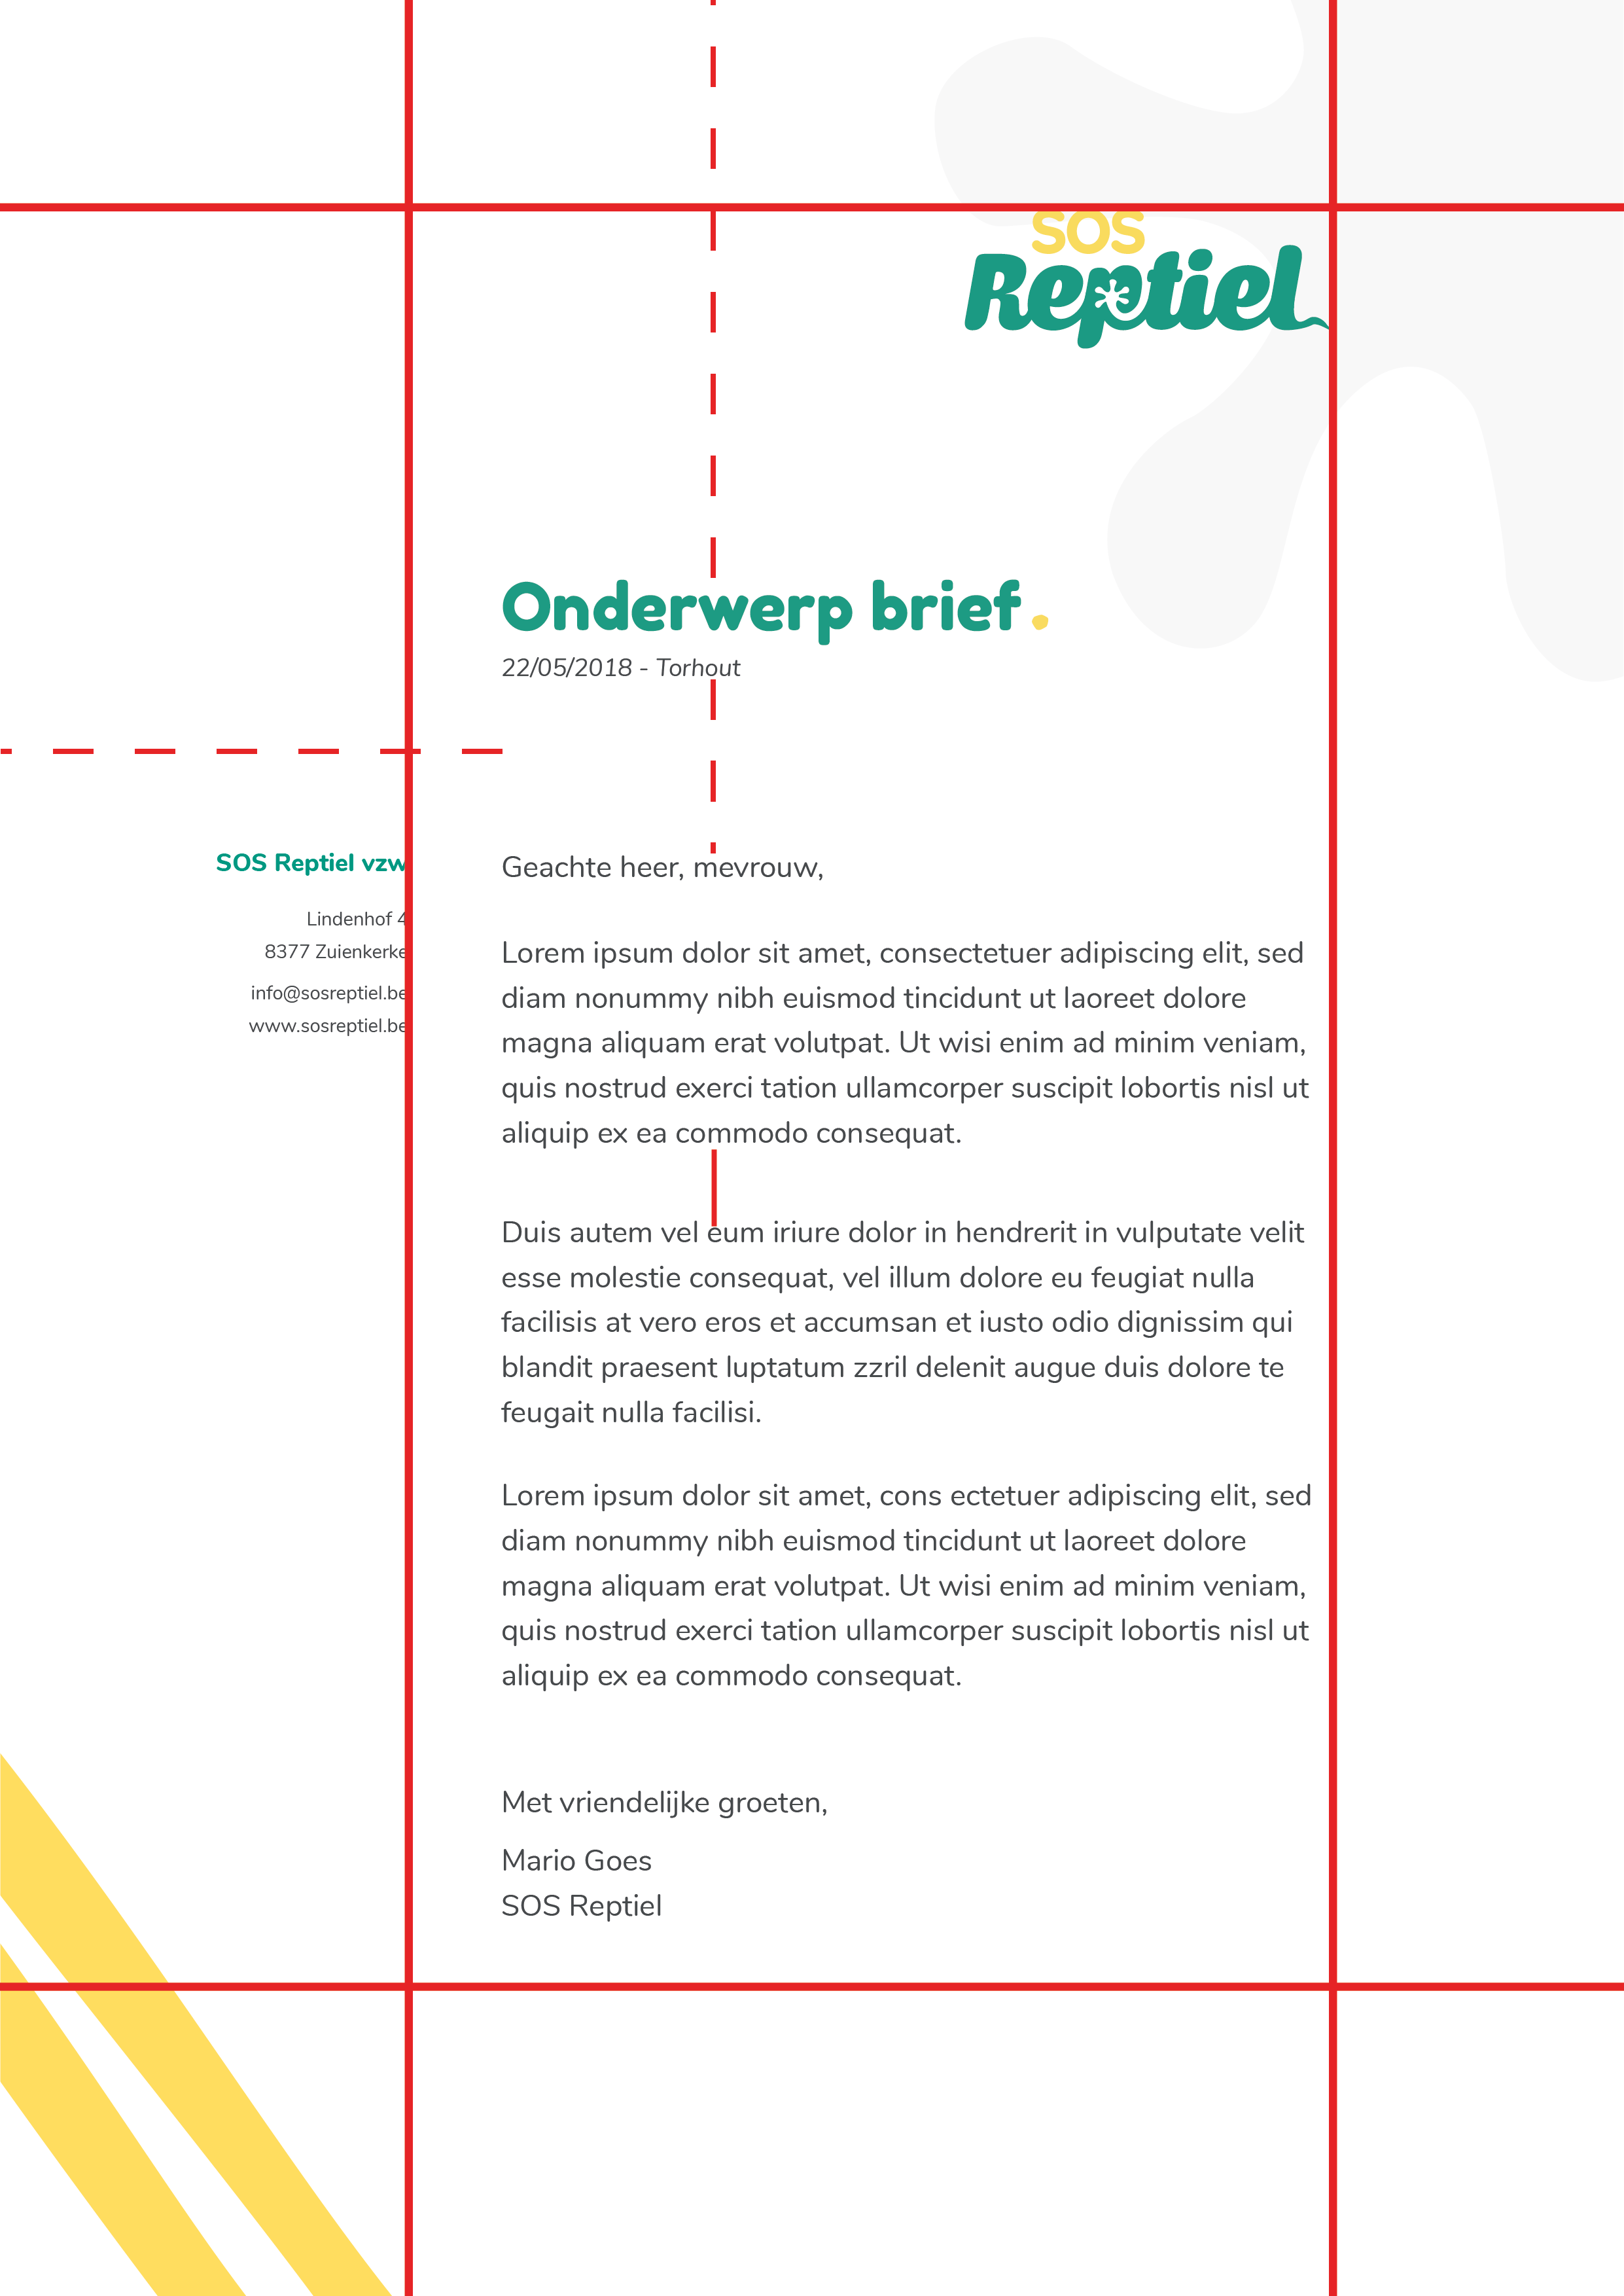 SOS
Reptiel
Onderwerp brief.
22/05/2018 - Torhout
SOS Reptiel vzw
Lindenhof 4
8377 Zuienkerke
info@sosreptiel.be
www.sosreptiel.be
Geachte heer, mevrouw,
Lorem ipsum dolor sit amet, consectetuer adipiscing elit, sed
diam nonummy nibh euismod tincidunt ut laoreet dolore
magna aliquam erat volutpat. Ut wisi enim ad minim veniam,
quis nostrud exerci tation ullamcorper suscipit lobortis nisl ut
aliquip ex ea commodo consequat.
Duis autem vel eum iriure dolor in hendrerit in vulputate velit
esse molestie consequat, vel illum dolore eu feugiat nulla
facilisis at vero eros et accumsan et iusto odio dignissim qui
blandit praesent luptatum zzril delenit augue duis dolore te
feugait nulla facilisi.
Lorem ipsum dolor sit amet, cons ectetuer adipiscing elit, sed
diam nonummy nibh euismod tincidunt ut laoreet dolore
magna aliquam erat volutpat. Ut wisi enim ad minim veniam,
quis nostrud exerci tation ullamcorper suscipit lobortis nisl ut
aliquip ex ea commodo consequat.
Met vriendelijke groeten,
Mario Goes
SOS Reptiel